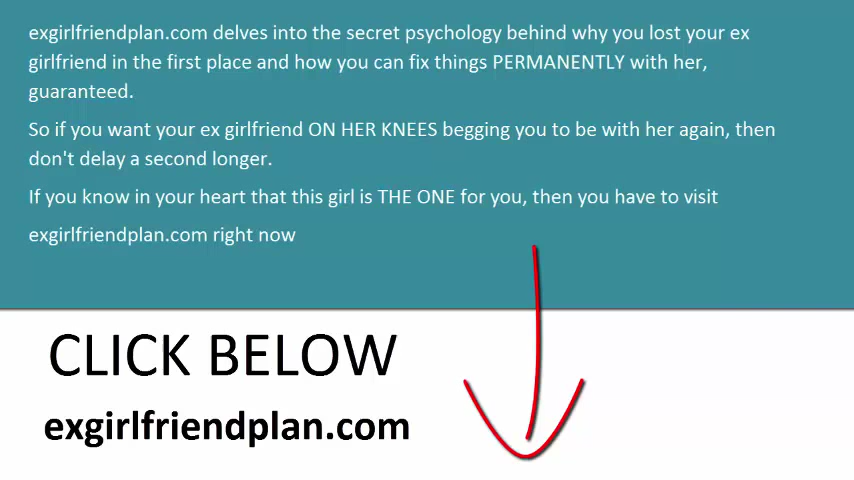 exgirlfriendplan.com delves into the secret psychology behind why you lost your ex
girlfriend in the first place and how you can fix things PERMANENTLY with her,
guaranteed.
So if you want your ex girlfriend ON HER KNEES begging you to be with her again, then
don't delay a second longer.
If you know in your heart that this girl is THE ONE for you, then you have to visit
exgirlfriendplan.com right now
CLICK BELOW
exgirlfriendplan.com